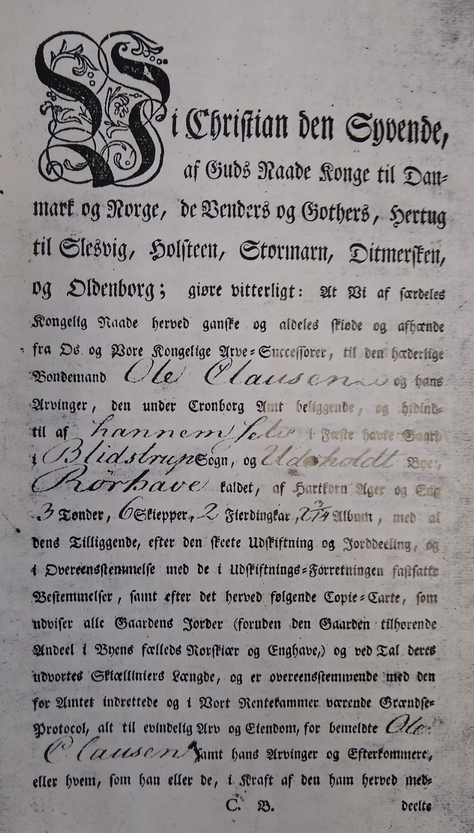 Vi Christian den Syvende,
af Guds Naade Konge til Dan-
mark og Norge, de Venders og Gothers, Hertug
til Slesvig, Holsteen, Stormarn, Ditmersken,
og Oldenborg; giøre vitterligt: At Vi af særdeles
Kongelig Naade herved ganske og aldeles skiøde og afhænde
fra Os og Vore Kongelige Arve-Successorer, til den hæderlige
Bondemand Ole Clausen og hans
Arvinger, den under Cronborg Amt beliggende, og hidind-
til af hannem selv i Fæste havte Gaard
i Blidstrup Sogn, og Udsholdt Bye,
Rörhave kaldet, af Hartkorn Ager og Eng
3 Tønder, 6 Skiepper, 2 Fierdingkar, Album, med al
dens Tilliggende, efter den skeete Udskiftning og Jorddeeling, og
i Overeensstemmelse med de i Udskiftnings-Forretningen fastsatte
Bestemmelser, samt efter det herved følgende Copie-Carte, som
udviser alle Gaardens Jorder (foruden den Gaarden tilhørende
Andeel i Byens fælleds Rørskiær og Enghave,) og ved Tal deres
udvortes Skiælliniers Længde, og er overeensstemmende med den
for Amtet indrettede og i Vort Rentekammer værende Grændse-
Protocol, alt til evindelig Arv og Eiendom, for bemeldte Ole
Clausen samt hans Arvinger og Efterkommere,
eller hvem, som han eller de, i Kraft af den ham herved med-
C. B. deelte